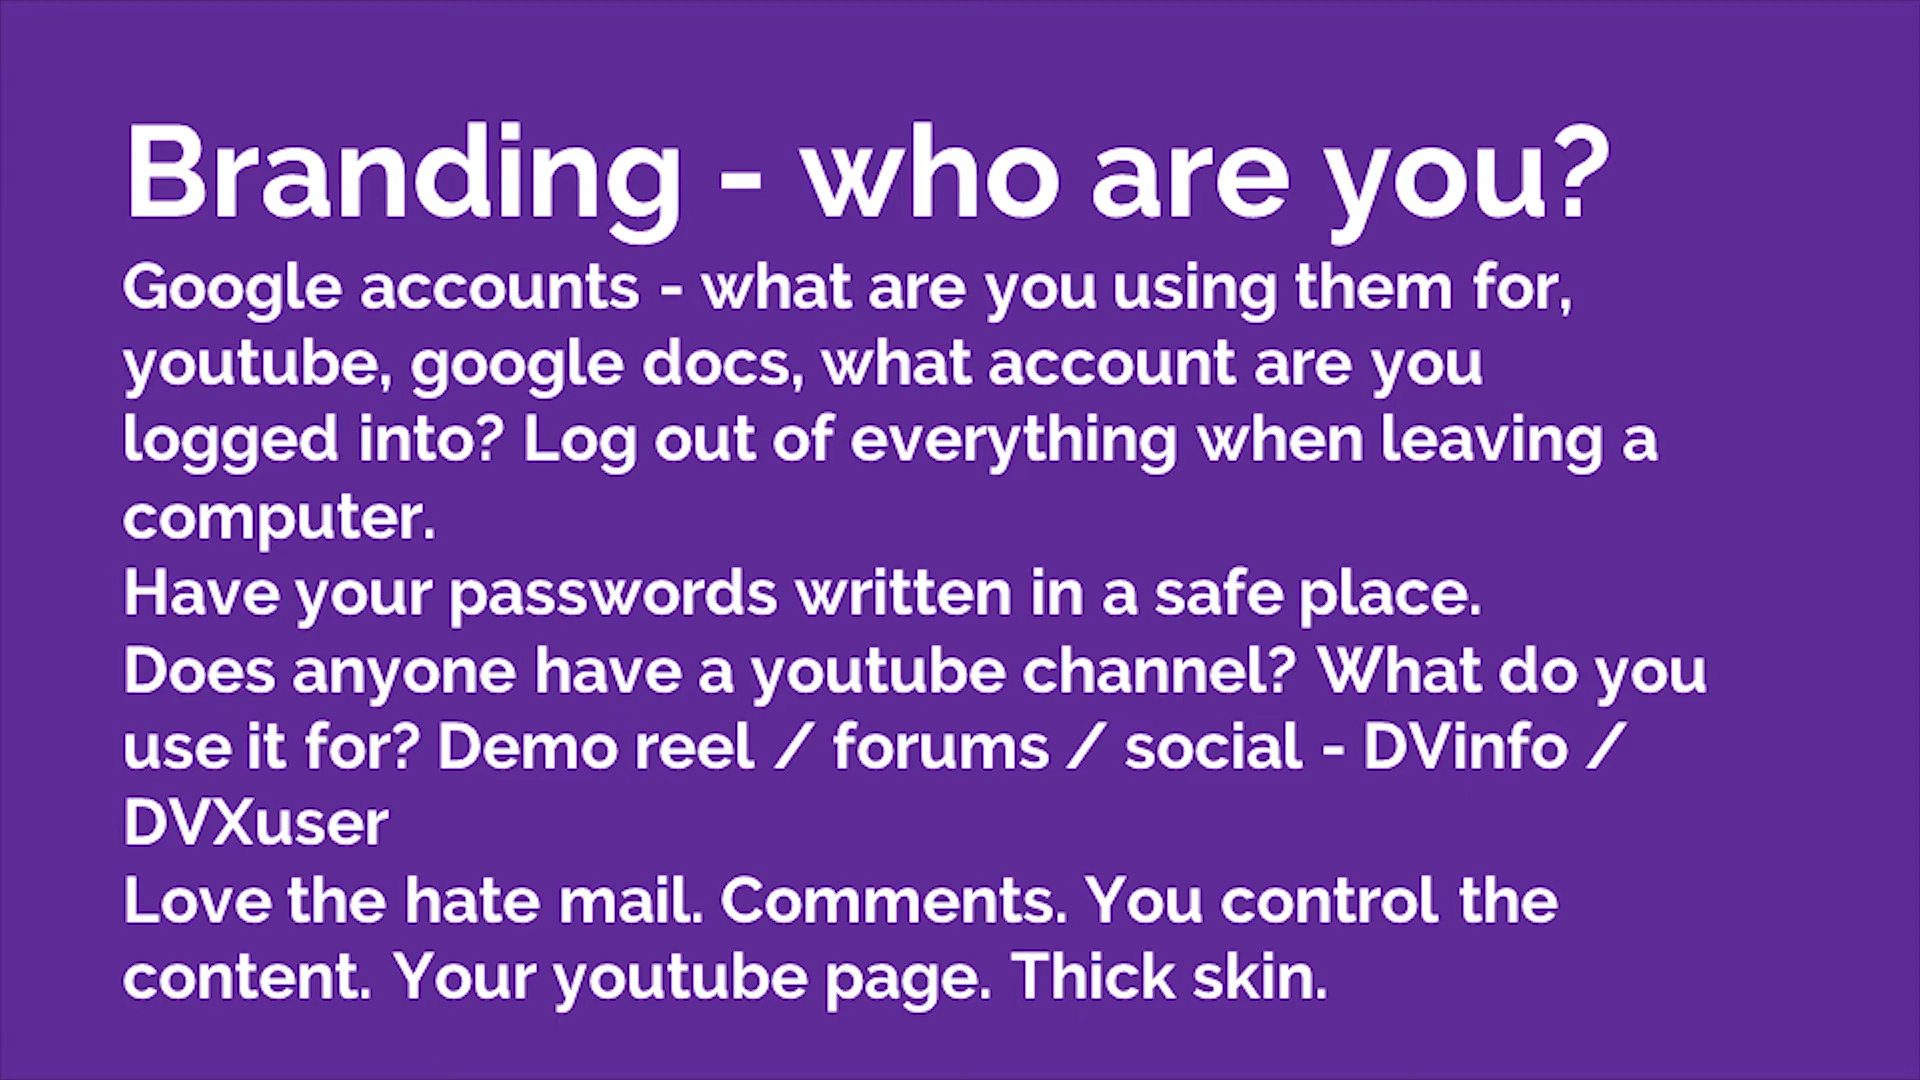 Branding - who are you?
Google accounts - what are you using them for,
youtube, google docs, what account are you
logged into? Log out of everything when leaving a
computer.
Have your passwords written in a safe place.
Does anyone have a youtube channel? What do you
use it for? Demo reel / forums / social - DVinfo /
DVXuser
Love the hate mail. Comments. You control the
content. Your youtube page. Thick skin.